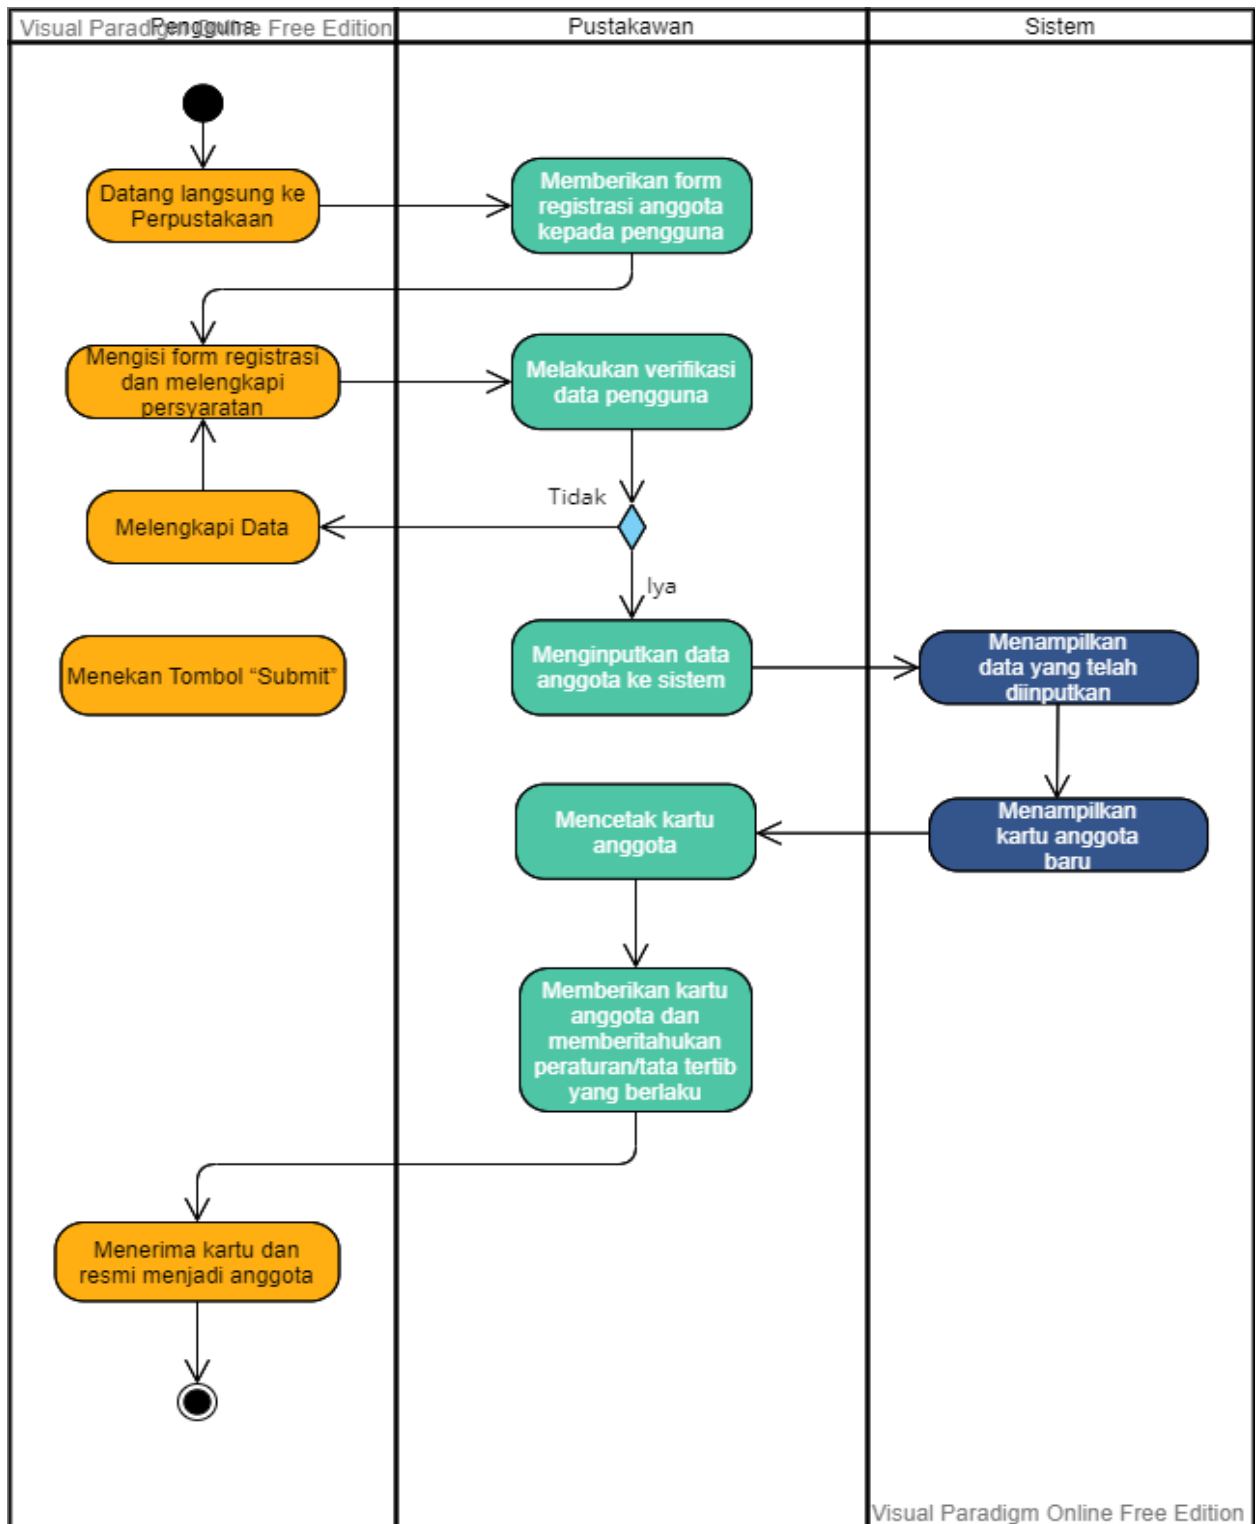 Visual Paradigm Online Free Edition
Pengguna
Pustakawan
Sistem
Datang langsung ke
Perpustakaan
Memberikan form
registrasi anggota
kepada pengguna
Mengisi form registrasi
dan melengkapi
persyaratan
Melakukan verifikasi
data pengguna
Tidak
Melengkapi Data
Iya
Menekan Tombol “Submit”
Menginputkan data
anggota ke sistem
Menampilkan
data yang telah
diinputkan
Mencetak kartu
anggota
Menampilkan
kartu anggota
baru
Memberikan kartu
anggota dan
memberitahukan
peraturan/tata tertib
yang berlaku
Menerima kartu dan
resmi menjadi anggota
Visual Paradigm Online Free Edition